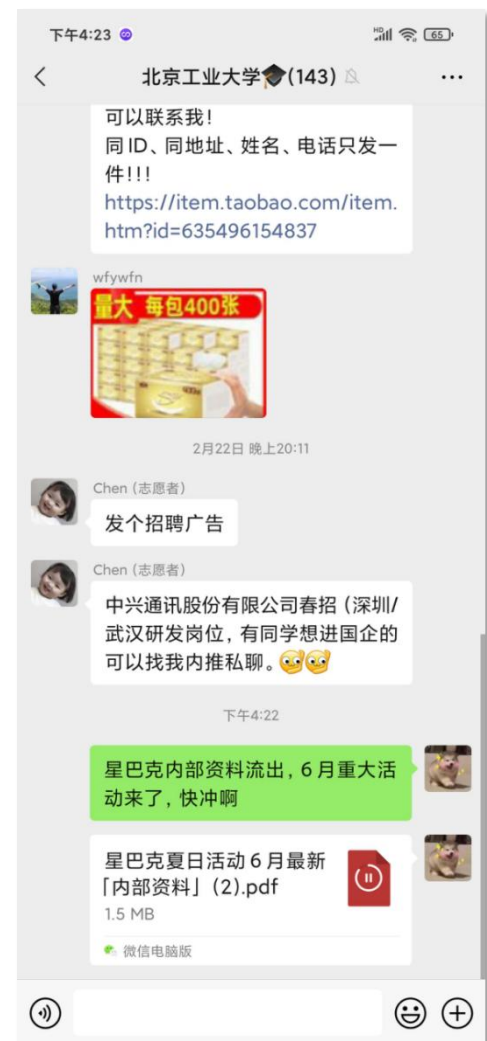 下午4:23
HD
65
北京工业大学🎓(143)
可以联系我!
同ID、同地址、姓名、电话只发一
件!!!
https://item.taobao.com/item.
htm?id=635496154837
wfywfn
量大 每包400张
2月22日 晚上20:11
Chen (志愿者)
发个招聘广告
Chen (志愿者)
中兴通讯股份有限公司春招(深圳/
武汉研发岗位,有同学想进国企的
可以找我内推私聊。
下午4:22
星巴克内部资料流出,6月重大活
动来了,快冲啊
星巴克夏日活动6月最新
「内部资料」(2).pdf
1.5 MB
微信电脑版